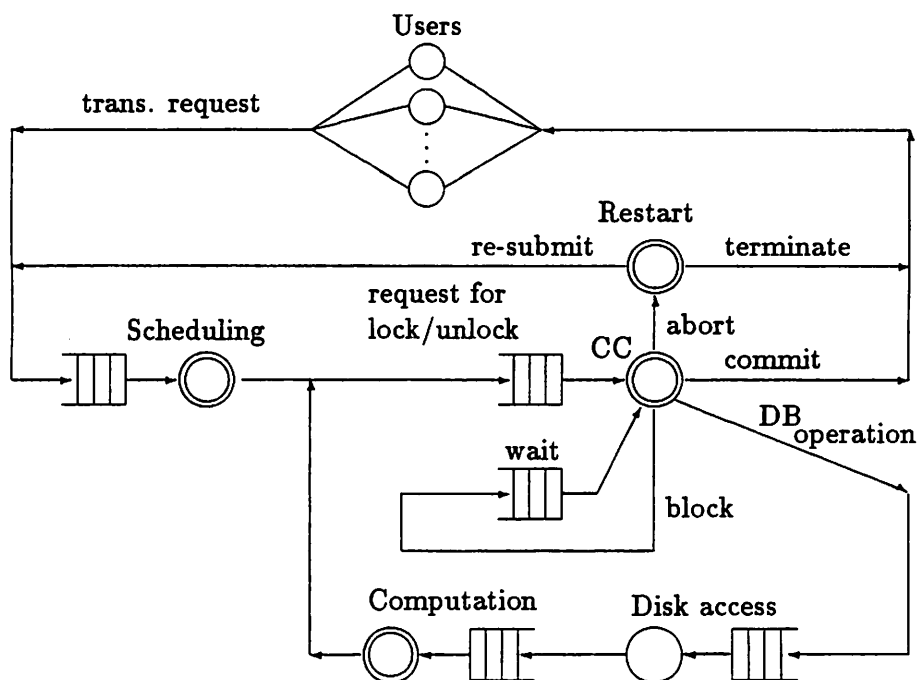 Users
trans. request
Restart
re-submit
terminate
request for
lock/unlock
Scheduling
abort
CC
commit
DB
operation
wait
block
Computation
Disk access